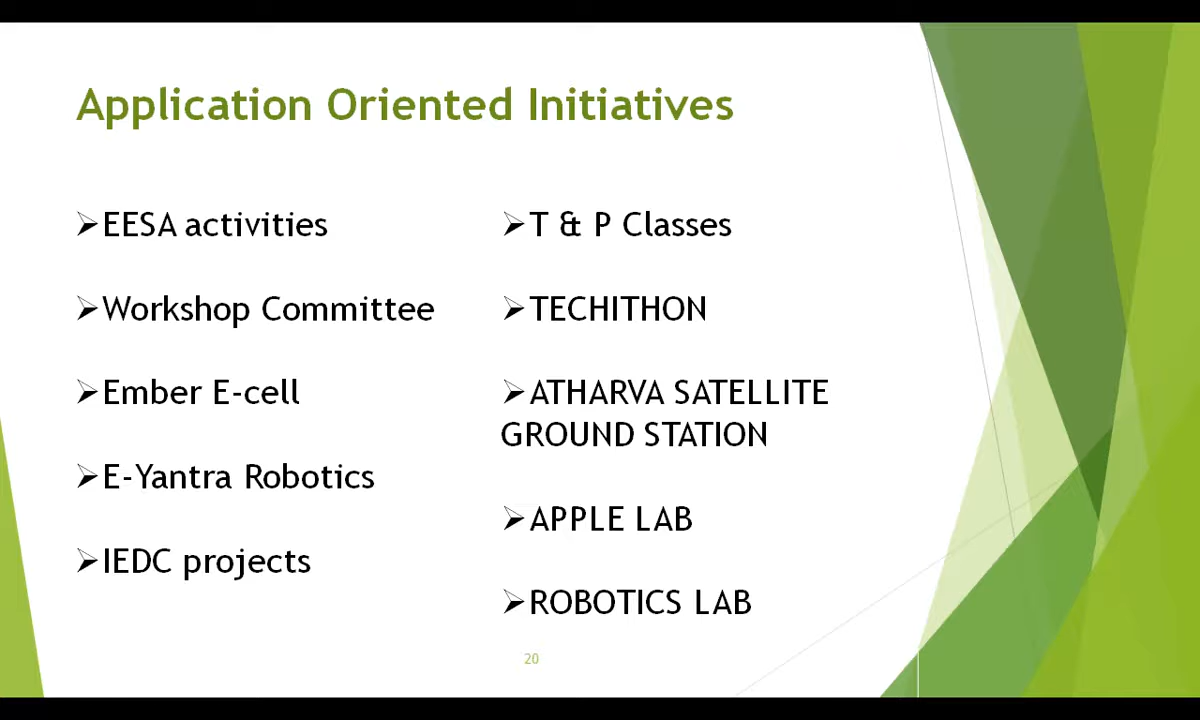 Application Oriented Initiatives
➢EESA activities
➢Workshop Committee
➢Ember E-cell
➢E-Yantra Robotics
➢IEDC projects
➢T & P Classes
➢TECHITHON
➢ATHARVA SATELLITE
GROUND STATION
➢APPLE LAB
➢ROBOTICS LAB
20